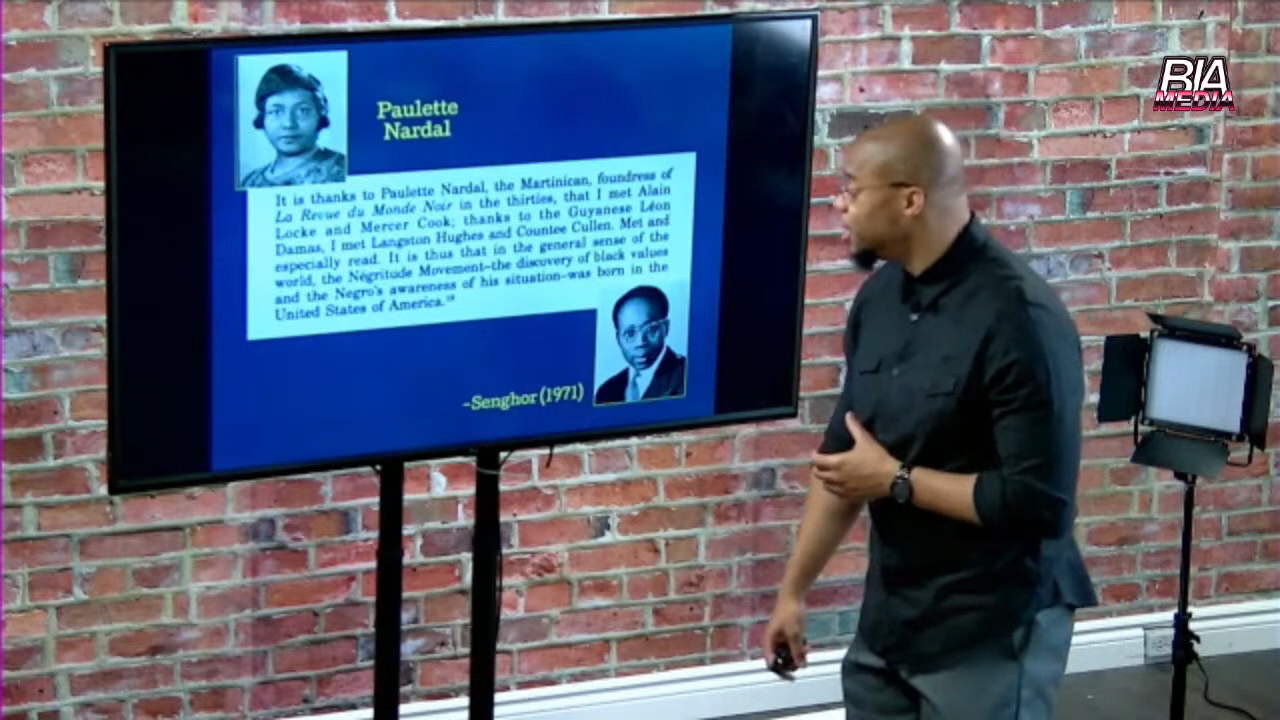 BIA
MEDIA
Paulette
Nardal
It is thanks to Paulette Nardal, the Martinican, foundress of
La Revue du Monde Noir in the thirties, that I met Alain
Locke and Mercer Cook; thanks to the Guyanese Léon
Damas, I met Langston Hughes and Countee Cullen. Met and
especially read. It is thus that in the general sense of the
world, the Négritude Movement—the discovery of black values
and the Negro's awareness of his situation—was born in the
United States of America.
-Senghor (1971)